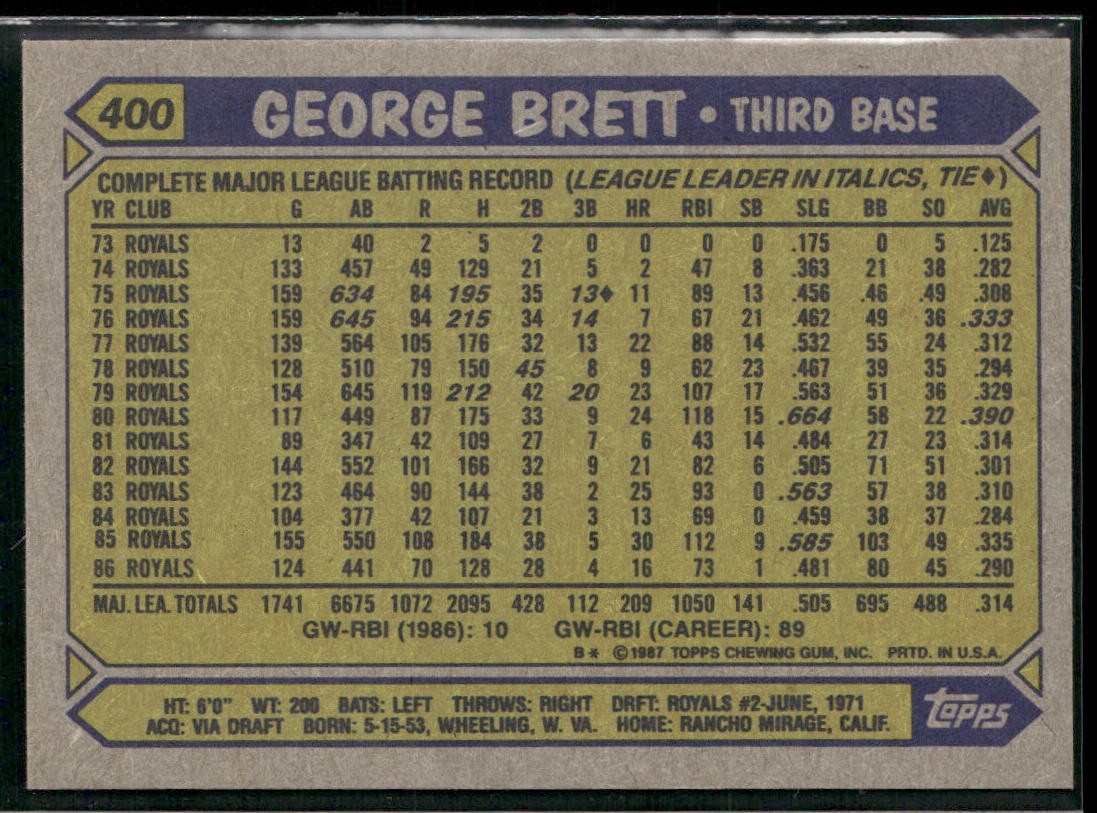 400 GEORGE BRETT • THIRD BASE
COMPLETE MAJOR LEAGUE BATTING RECORD (LEAGUE LEADER IN ITALICS, TIE♦)
YR CLUB G AB R H 2B 3B HR RBI SB SLG BB SO AVG
73 ROYALS 13 40 2 5 2 0 0 0 0 .175 0 5 .125
74 ROYALS 133 457 49 129 21 5 2 47 8 .363 21 38 .282
75 ROYALS 159 634 84 195 35 13♦ 11 89 13 .456 .46 .49 .308
76 ROYALS 159 645 94 215 34 14 7 67 21 .462 49 36 .333
77 ROYALS 139 564 105 176 32 13 22 88 14 .532 55 24 .312
78 ROYALS 128 510 79 150 45 8 9 62 23 .467 39 35 .294
79 ROYALS 154 645 119 212 42 20 23 107 17 .563 51 36 .329
80 ROYALS 117 449 87 175 33 9 24 118 15 .664 58 22 .390
81 ROYALS 89 347 42 109 27 7 6 43 14 .484 27 23 .314
82 ROYALS 144 552 101 166 32 9 21 82 6 .505 71 51 .301
83 ROYALS 123 464 90 144 38 2 25 93 0 .563 57 38 .310
84 ROYALS 104 377 42 107 21 3 13 69 0 .459 38 37 .284
85 ROYALS 155 550 108 184 38 5 30 112 9 .585 103 49 .335
86 ROYALS 124 441 70 128 28 4 16 73 1 .481 80 45 .290
MAJ. LEA. TOTALS 1741 6675 1072 2095 428 112 209 1050 141 .505 695 488 .314
GW-RBI (1986): 10 GW-RBI (CAREER): 89
B* ©1987 TOPPS CHEWING GUM, INC. PRTD. IN U.S.A.
HT: 6'0" WT: 200 BATS: LEFT THROWS: RIGHT DRFT: ROYALS #2-JUNE, 1971
ACQ: VIA DRAFT BORN: 5-15-53, WHEELING, W. VA. HOME: RANCHO MIRAGE, CALIF.
TOPPS